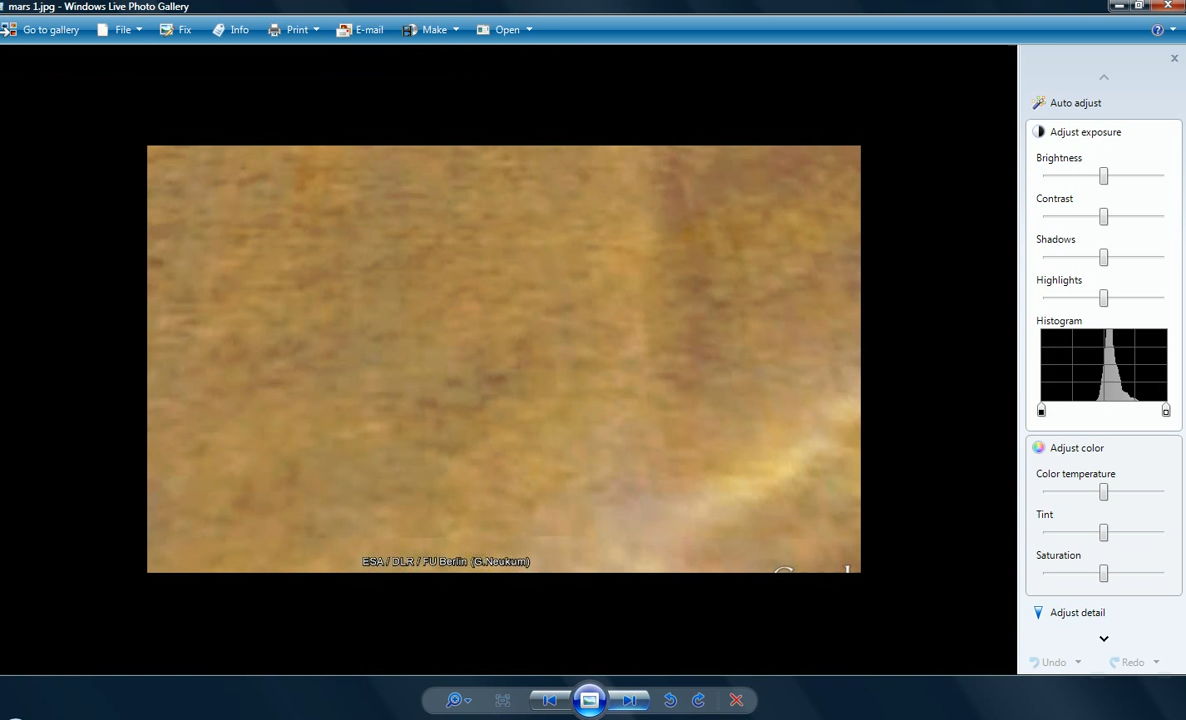 mars 1.jpg - Windows Live Photo Gallery
Go to gallery File Fix Info Print E-mail Make Open
Auto adjust
Adjust exposure
Brightness
Contrast
Shadows
Highlights
Histogram
Adjust color
Color temperature
Tint
Saturation
Adjust detail
Undo Redo
ESA / DLR / FU Berlin (G.Neukum)